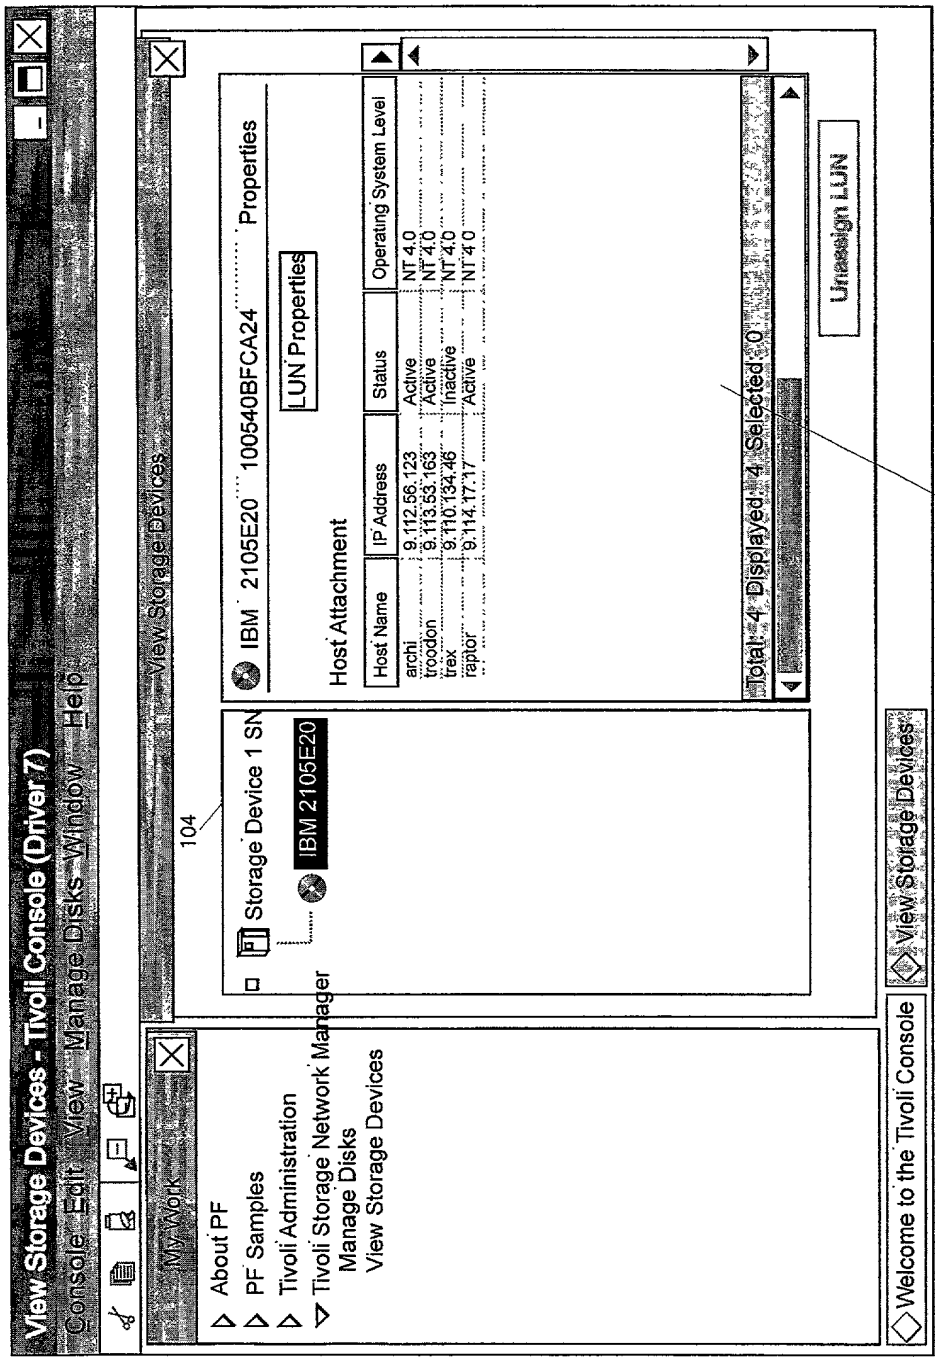 View Storage Devices - Tivoli Console (Driver 7)
Console Edit View Manage Disks Window Help
My Work
About PF
PF Samples
Tivoli Administration
Tivoli Storage Network Manager
Manage Disks
View Storage Devices
View Storage Devices
104
Storage Device 1 SN
IBM 2105E20
IBM 2105E20 100540BFCA24 Properties
LUN Properties
Host Attachment
Host Name IP Address Status Operating System Level
archi 9.112.56.123 Active NT 4.0
troodon 9.113.53.163 Active NT 4.0
trex 9.110.134.46 Inactive NT 4.0
raptor 9.114.17.17 Active NT 4.0
Total: 4 Displayed: 4 Selected: 0
Unassign LUN
Welcome to the Tivoli Console
View Storage Devices